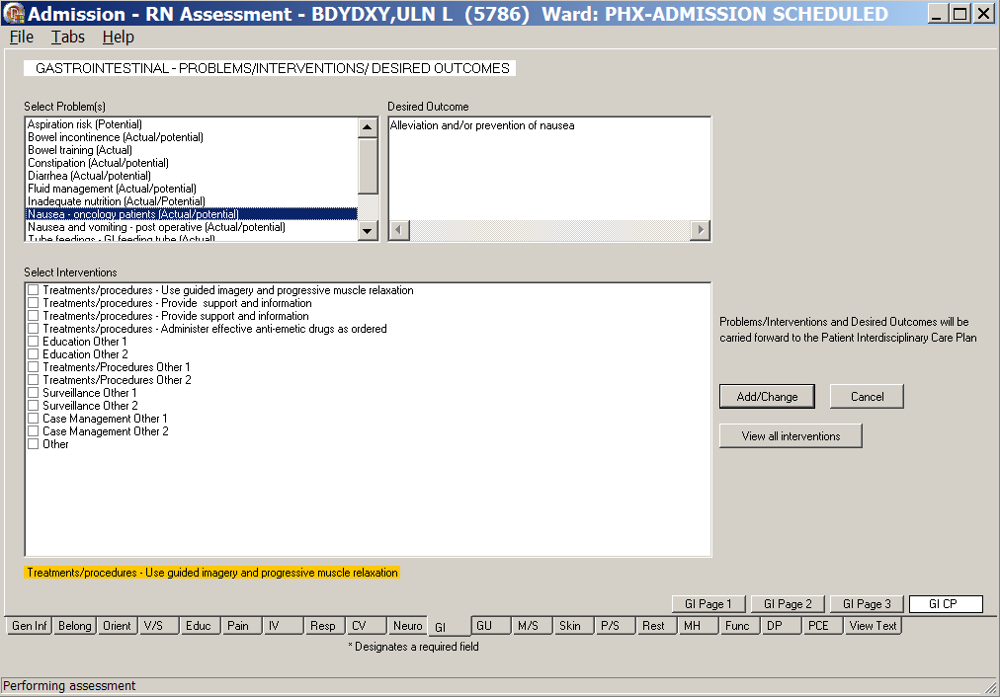 Admission - RN Assessment - BDYDXY,ULN L (5786) Ward: PHX-ADMISSION SCHEDULED
File Tabs Help
GASTROINTESTINAL - PROBLEMS/INTERVENTIONS/ DESIRED OUTCOMES
Select Problem(s)
Desired Outcome
Aspiration risk (Potential)
Bowel incontinence (Actual/potential)
Bowel training (Actual)
Constipation (Actual/potential)
Diarrhea (Actual/potential)
Fluid management (Actual/potential)
Inadequate nutrition (Actual/Potential)
Nausea - oncology patients (Actual/potential)
Nausea and vomiting - post operative (Actual/potential)
Tube feedings - GI feeding tube (Actual)
Alleviation and/or prevention of nausea
Select Interventions
Treatments/procedures - Use guided imagery and progressive muscle relaxation
Treatments/procedures - Provide  support and information
Treatments/procedures - Provide support and information
Treatments/procedures - Administer effective anti-emetic drugs as ordered
Education Other 1
Education Other 2
Treatments/Procedures Other 1
Treatments/Procedures Other 2
Surveillance Other 1
Surveillance Other 2
Case Management Other 1
Case Management Other 2
Other
Problems/Interventions and Desired Outcomes will be
carried forward to the Patient Interdisciplinary Care Plan
Add/Change Cancel
View all interventions
Treatments/procedures - Use guided imagery and progressive muscle relaxation
GI Page 1 GI Page 2 GI Page 3 GI CP
Gen Inf Belong Orient V/S Educ Pain IV Resp CV Neuro GI GU M/S Skin P/S Rest MH Func DP PCE View Text
* Designates a required field
Performing assessment